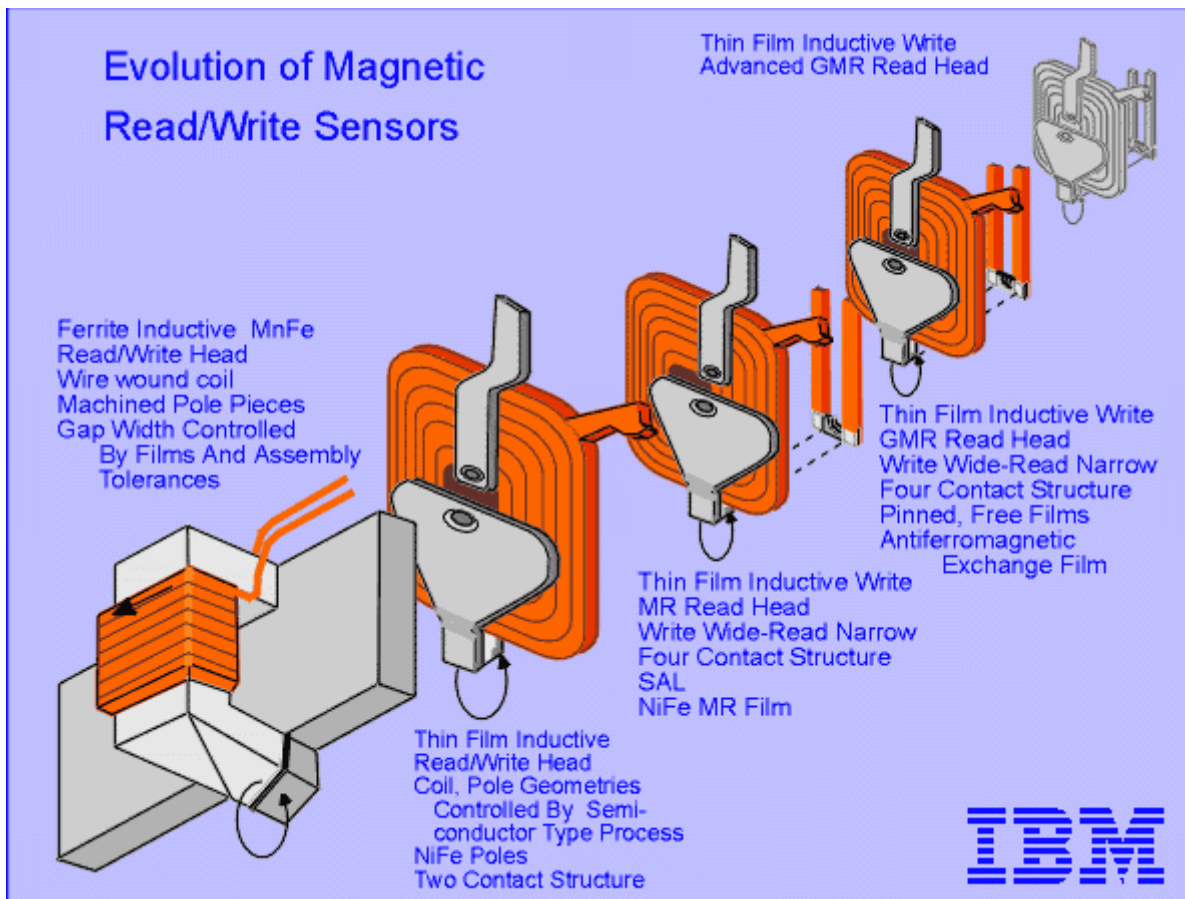 Evolution of Magnetic
Read/Write Sensors
Thin Film Inductive Write
Advanced GMR Read Head
Ferrite Inductive MnFe
Read/Write Head
Wire wound coil
Machined Pole Pieces
Gap Width Controlled
By Films And Assembly
Tolerances
Thin Film Inductive
Read/Write Head
Coil, Pole Geometries
Controlled By Semi-
conductor Type Process
NiFe Poles
Two Contact Structure
Thin Film Inductive Write
MR Read Head
Write Wide-Read Narrow
Four Contact Structure
SAL
NiFe MR Film
Thin Film Inductive Write
GMR Read Head
Write Wide-Read Narrow
Four Contact Structure
Pinned, Free Films
Antiferromagnetic
Exchange Film
IBM